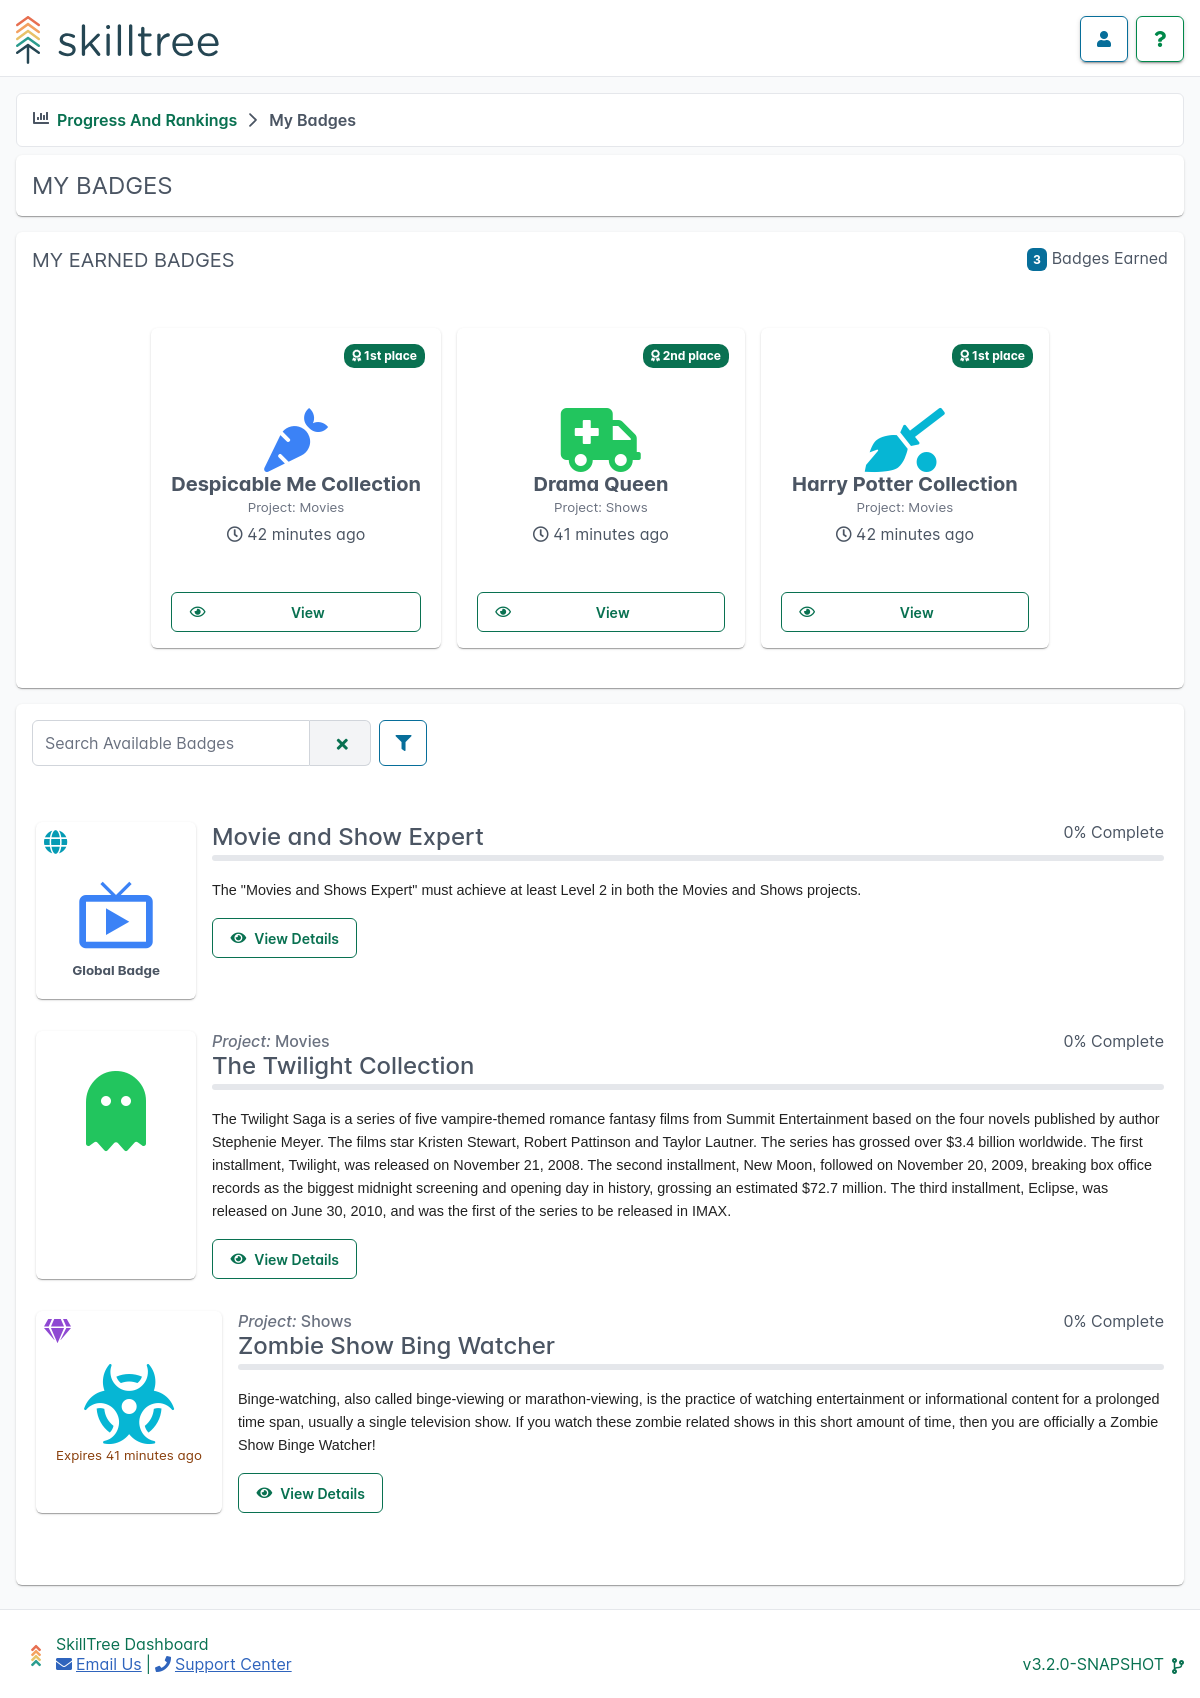 skilltree
?
Progress And Rankings > My Badges
MY BADGES
MY EARNED BADGES
3 Badges Earned
1st place
Despicable Me Collection
Project: Movies
42 minutes ago
View
2nd place
Drama Queen
Project: Shows
41 minutes ago
View
1st place
Harry Potter Collection
Project: Movies
42 minutes ago
View
Search Available Badges
Global Badge
Movie and Show Expert
0% Complete
The "Movies and Shows Expert" must achieve at least Level 2 in both the Movies and Shows projects.
View Details
Project: Movies
0% Complete
The Twilight Collection
The Twilight Saga is a series of five vampire-themed romance fantasy films from Summit Entertainment based on the four novels published by author
Stephenie Meyer. The films star Kristen Stewart, Robert Pattinson and Taylor Lautner. The series has grossed over $3.4 billion worldwide. The first
installment, Twilight, was released on November 21, 2008. The second installment, New Moon, followed on November 20, 2009, breaking box office
records as the biggest midnight screening and opening day in history, grossing an estimated $72.7 million. The third installment, Eclipse, was
released on June 30, 2010, and was the first of the series to be released in IMAX.
View Details
Expires 41 minutes ago
Project: Shows
0% Complete
Zombie Show Bing Watcher
Binge-watching, also called binge-viewing or marathon-viewing, is the practice of watching entertainment or informational content for a prolonged
time span, usually a single television show. If you watch these zombie related shows in this short amount of time, then you are officially a Zombie
Show Binge Watcher!
View Details
SkillTree Dashboard
Email Us | Support Center
v3.2.0-SNAPSHOT